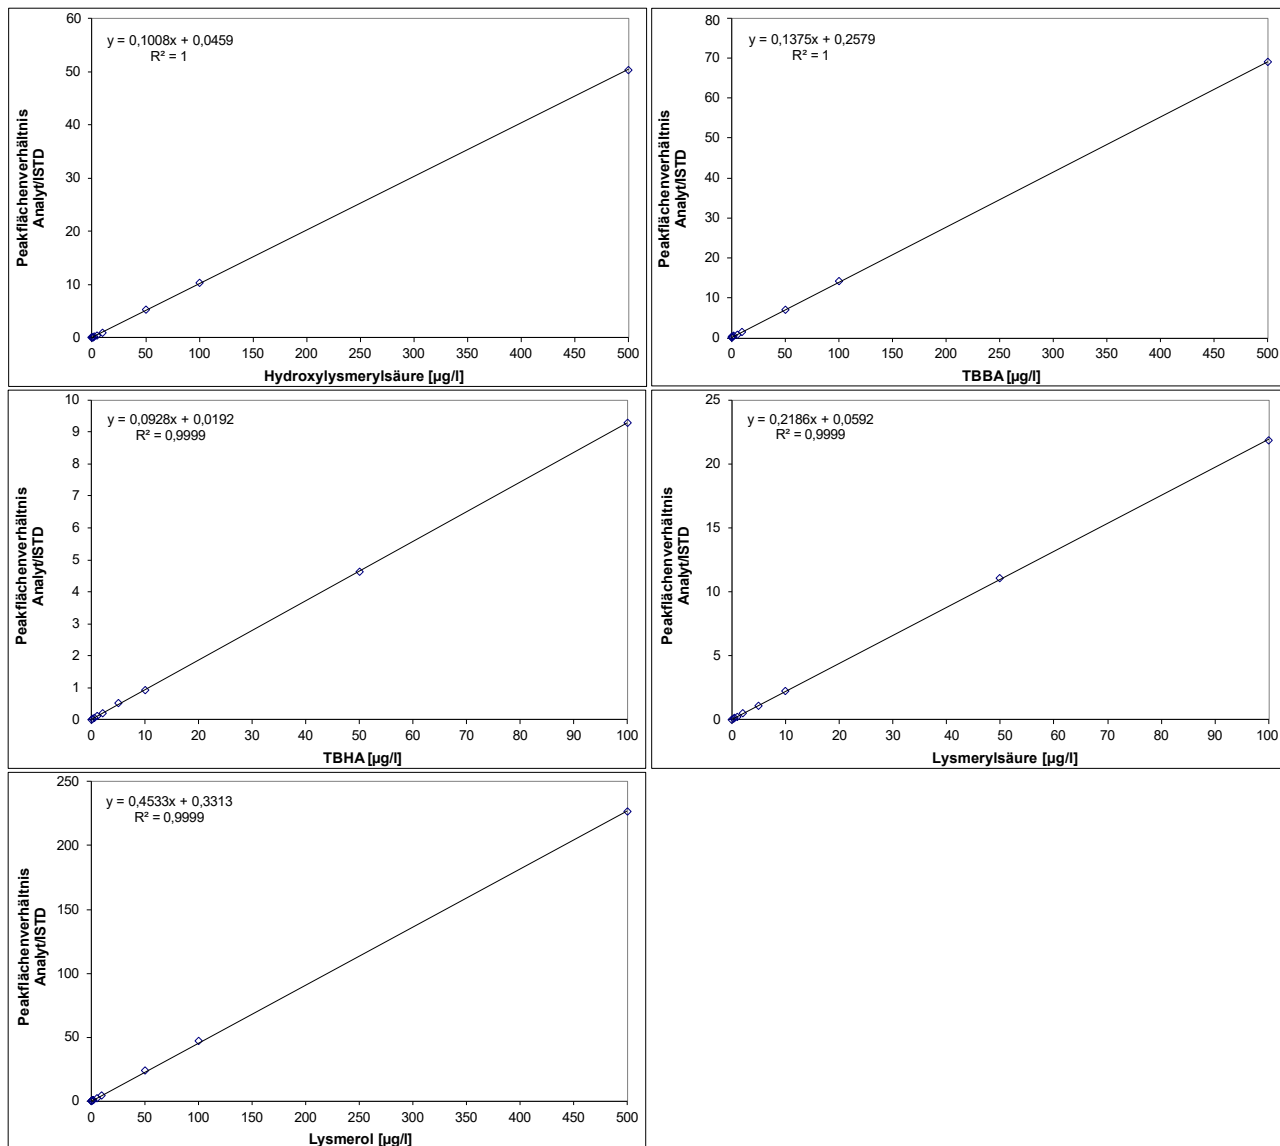 y = 0,1008x + 0,0459
R² = 1
60
50
40
30
20
10
0
Peakflächenverhältnis
Analyt/ISTD
0 50 100 150 200 250 300 350 400 450 500
Hydroxylysmerylsäure [µg/l]
y = 0,1375x + 0,2579
R² = 1
80
70
60
50
40
30
20
10
0
Peakflächenverhältnis
Analyt/ISTD
0 50 100 150 200 250 300 350 400 450 500
TBBA [µg/l]
y = 0,0928x + 0,0192
R² = 0,9999
10
9
8
7
6
5
4
3
2
1
0
Peakflächenverhältnis
Analyt/ISTD
0 10 20 30 40 50 60 70 80 90 100
TBHA [µg/l]
y = 0,2186x + 0,0592
R² = 0,9999
25
20
15
10
5
0
Peakflächenverhältnis
Analyt/ISTD
0 10 20 30 40 50 60 70 80 90 100
Lysmerylsäure [µg/l]
y = 0,4533x + 0,3313
R² = 0,9999
250
200
150
100
50
0
Peakflächenverhältnis
Analyt/ISTD
0 50 100 150 200 250 300 350 400 450 500
Lysmerol [µg/l]